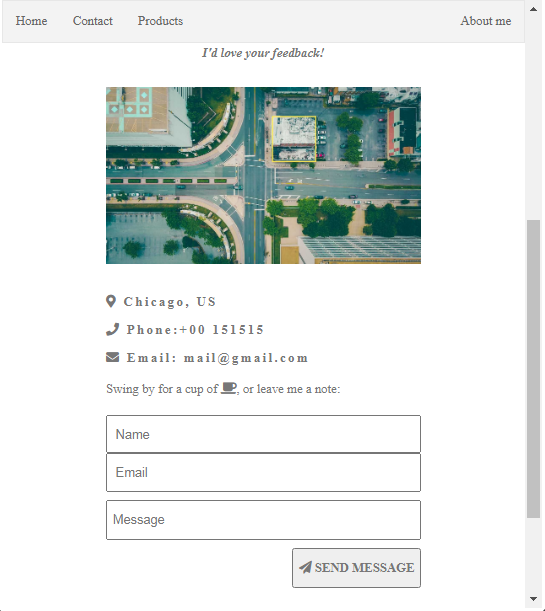 Home Contact Products About me
I'd love your feedback!
Chicago, US
Phone:+00 151515
Email: mail@gmail.com
Swing by for a cup of , or leave me a note:
Name
Email
Message
SEND MESSAGE